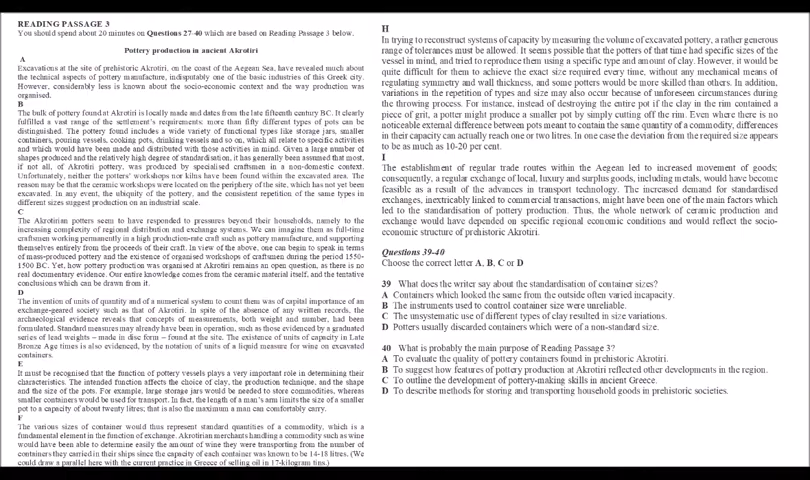 READING PASSAGE 3
You should spend about 20 minutes on Questions 27-40 which are based on Reading Passage 3 below.
Pottery production in ancient Akrotiri
A
Excavations at the site of prehistoric Akrotiri, on the coast of the Aegean Sea, have revealed much about
the technical aspects of pottery manufacture, indisputably one of the basic industries of this Greek city.
However, considerably less is known about the socio-economic context and the way production was
organised.
B
The bulk of pottery found at Akrotiri is locally made and dates from the late fifteenth century BC. It clearly
fulfilled a vast range of the settlement's requirements: more than fifty different types of pots can be
distinguished. The pottery found includes a wide variety of functional types like storage jars, smaller
containers, pouring vessels, cooking pots, drinking vessels and so on, which all relate to specific activities
and which would have been made and distributed with those activities in mind. Given a large number of
shapes produced and the relatively high degree of standardisation, it has generally been assumed that most,
if not all, of Akrotiri pottery, was produced by specialised craftsmen in a non-domestic context.
Unfortunately, neither the potters' workshops nor kilns have been found within the excavated area. The
reason may be that the ceramic workshops were located on the periphery of the site, which has not yet been
excavated. In any event, the ubiquity of the pottery, and the consistent repetition of the same types in
different sizes suggest production on an industrial scale.
C
The Akrotirian potters seem to have responded to pressures beyond their households, namely to the
increasing complexity of regional distribution and exchange systems. We can imagine them as full-time
craftsmen working permanently in a high production-rate craft such as pottery manufacture, and supporting
themselves entirely from the proceeds of their craft. In view of the above, one can begin to speak in terms
of mass-produced pottery and the existence of organised workshops of craftsmen during the period 1550-
1500 BC. Yet, how pottery production was organised at Akrotiri remains an open question, as there is no
real documentary evidence. Our entire knowledge comes from the ceramic material itself, and the tentative
conclusions which can be drawn from it.
D
The invention of units of quantity and of a numerical system to count them was of capital importance of an
exchange-geared society such as that of Akrotiri. In spite of the absence of any written records, the
archaeological evidence reveals that concepts of measurements, both weight and number, had been
formulated. Standard measures may already have been in operation, such as those evidenced by a graduated
series of lead weights – made in disc form – found at the site. The existence of units of capacity in Late
Bronze Age times is also evidenced, by the notation of units of a liquid measure for wine on excavated
containers.
E
It must be recognised that the function of pottery vessels plays a very important role in determining their
characteristics. The intended function affects the choice of clay, the production technique, and the shape
and the size of the pots. For example, large storage jars would be needed to store commodities, whereas
smaller containers would be used for transport. In fact, the length of a man's arm limits the size of a smaller
pot to a capacity of about twenty litres; that is also the maximum a man can comfortably carry.
F
The various sizes of container would thus represent standard quantities of a commodity, which is a
fundamental element in the function of exchange. Akrotirian merchants handling a commodity such as wine
would have been able to determine easily the amount of wine they were transporting from the number of
containers they carried in their ships since the capacity of each container was known to be 14-18 litres. (We
could draw a parallel here with the current practice in Greece of selling oil in 17-kilogram tins.)
H
In trying to reconstruct systems of capacity by measuring the volume of excavated pottery, a rather generous
range of tolerances must be allowed. It seems possible that the potters of that time had specific sizes of the
vessel in mind, and tried to reproduce them using a specific type and amount of clay. However, it would be
quite difficult for them to achieve the exact size required every time, without any mechanical means of
regulating symmetry and wall thickness, and some potters would be more skilled than others. In addition,
variations in the repetition of types and size may also occur because of unforeseen circumstances during
the throwing process. For instance, instead of destroying the entire pot if the clay in the rim contained a
piece of grit, a potter might produce a smaller pot by simply cutting off the rim. Even where there is no
noticeable external difference between pots meant to contain the same quantity of a commodity, differences
in their capacity can actually reach one or two litres. In one case the deviation from the required size appears
to be as much as 10-20 per cent.
I
The establishment of regular trade routes within the Aegean led to increased movement of goods;
consequently, a regular exchange of local, luxury and surplus goods, including metals, would have become
feasible as a result of the advances in transport technology. The increased demand for standardised
exchanges, inextricably linked to commercial transactions, might have been one of the main factors which
led to the standardisation of pottery production. Thus, the whole network of ceramic production and
exchange would have depended on specific regional economic conditions and would reflect the socio-
economic structure of prehistoric Akrotiri.
Questions 39-40
Choose the correct letter A, B, C or D
39 What does the writer say about the standardisation of container sizes?
A Containers which looked the same from the outside often varied incapacity.
B The instruments used to control container size were unreliable.
C The unsystematic use of different types of clay resulted in size variations.
D Potters usually discarded containers which were of a non-standard size.
40 What is probably the main purpose of Reading Passage 3?
A To evaluate the quality of pottery containers found in prehistoric Akrotiri.
B To suggest how features of pottery production at Akrotiri reflected other developments in the region.
C To outline the development of pottery-making skills in ancient Greece.
D To describe methods for storing and transporting household goods in prehistoric societies.